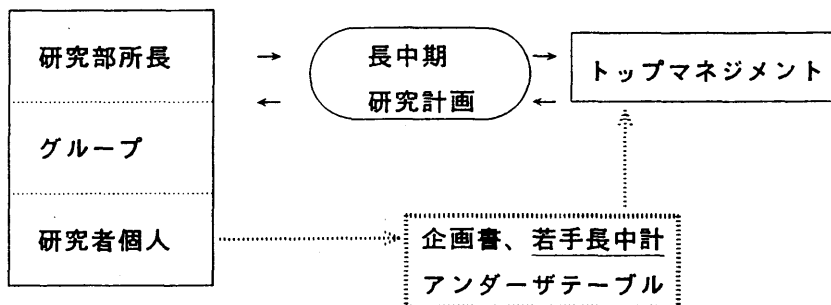 研究部所長
グループ
研究者個人
→
←
長中期
研究計画
→
←
トップマネジメント
企画書、若手長中計
アンダーザテーブル